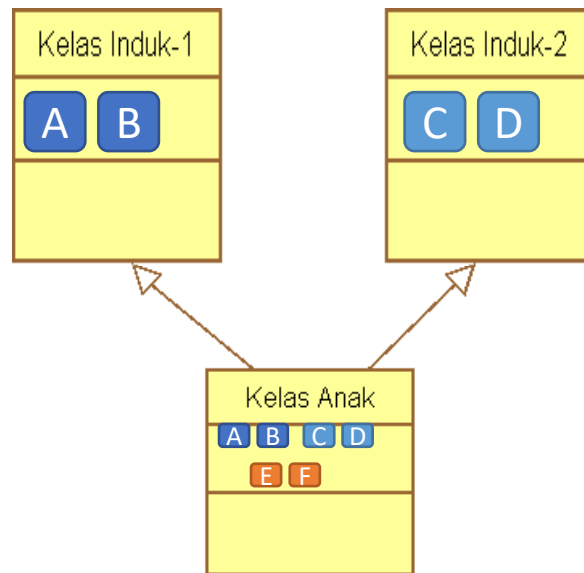 Kelas Induk-1
A B
Kelas Induk-2
C D
Kelas Anak
A B C D
E F